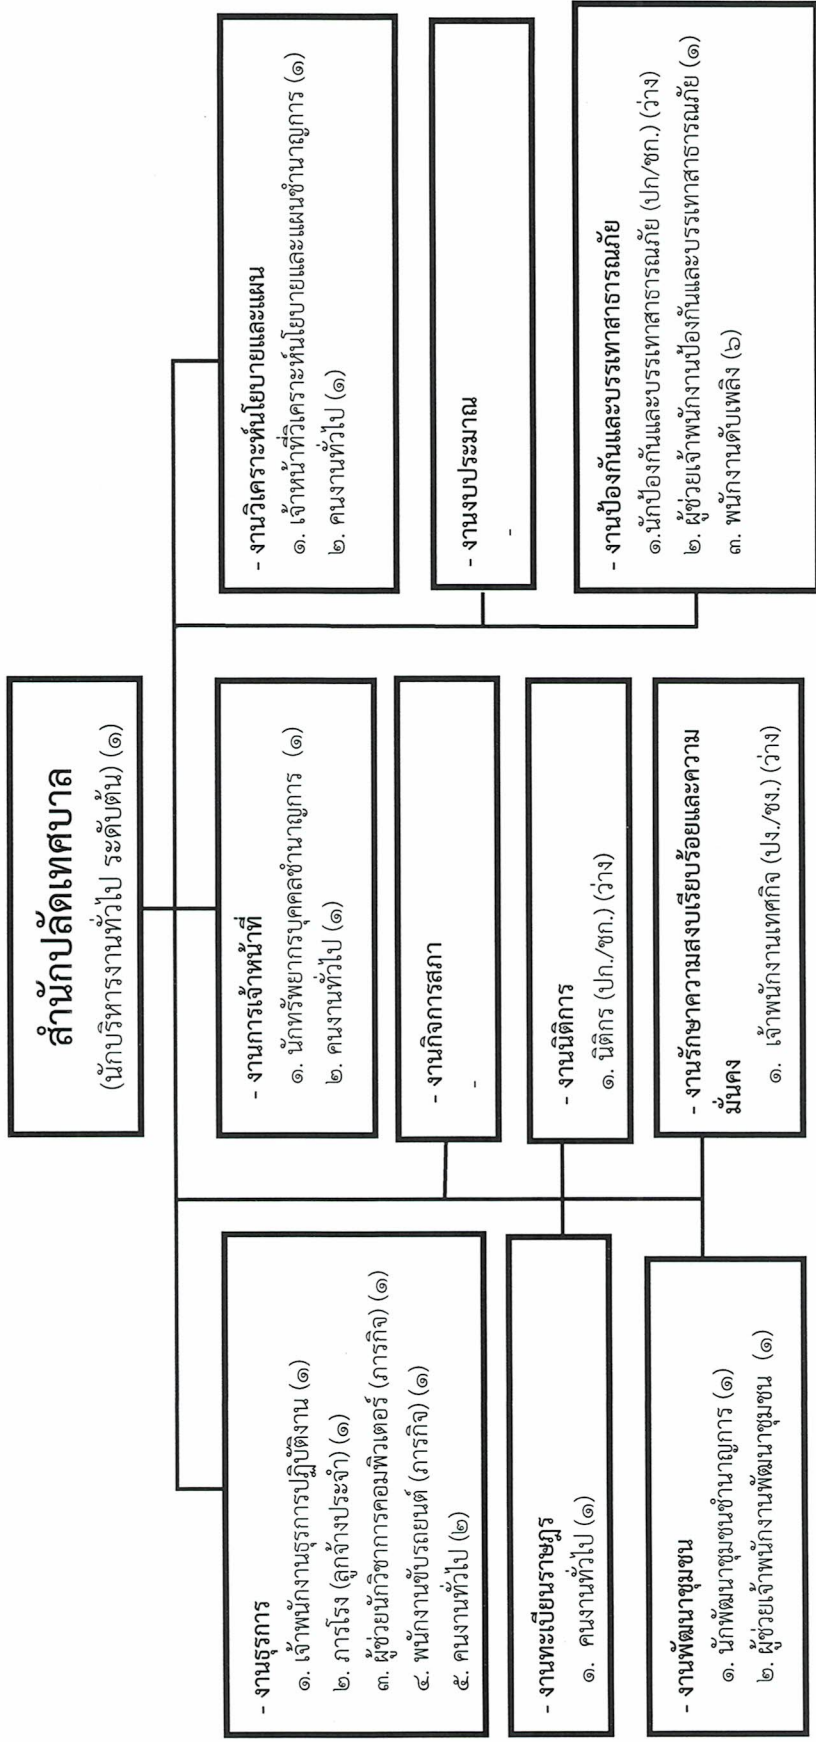 สำนักปลัดเทศบาล
(นักบริหารงานทั่วไป ระดับต้น) (๑)
- งานธุรการ
๑. เจ้าพนักงานธุรการปฏิบัติงาน (๑)
๒. ภารโรง (ลูกจ้างประจำ) (๑)
๓. ผู้ช่วยนักวิชาการคอมพิวเตอร์ (ภารกิจ) (๑)
๔. พนักงานขับรถยนต์ (ภารกิจ) (๑)
๕. คนงานทั่วไป (๒)
- งานทะเบียนราษฎร
๑. คนงานทั่วไป (๑)
- งานพัฒนาชุมชน
๑. นักพัฒนาชุมชนชำนาญการ (๑)
๒. ผู้ช่วยเจ้าพนักงานพัฒนาชุมชน (๑)
- งานการเจ้าหน้าที่
๑. นักทรัพยากรบุคคลชำนาญการ (๑)
๒. คนงานทั่วไป (๑)
- งานกิจการสภา
-
- งานนิติการ
๑. นิติกร (ปก./ชก.) (ว่าง)
- งานรักษาความสงบเรียบร้อยและความ
มั่นคง
๑. เจ้าพนักงานเทศกิจ (ปง./ชง.) (ว่าง)
- งานวิเคราะห์นโยบายและแผน
๑. เจ้าหน้าที่วิเคราะห์นโยบายและแผนชำนาญการ (๑)
๒. คนงานทั่วไป (๑)
- งานงบประมาณ
-
- งานป้องกันและบรรเทาสาธารณภัย
๑.นักป้องกันและบรรเทาสาธารณภัย (ปก/ชก.) (ว่าง)
๒. ผู้ช่วยเจ้าพนักงานป้องกันและบรรเทาสาธารณภัย (๑)
๓. พนักงานดับเพลิง (๖)